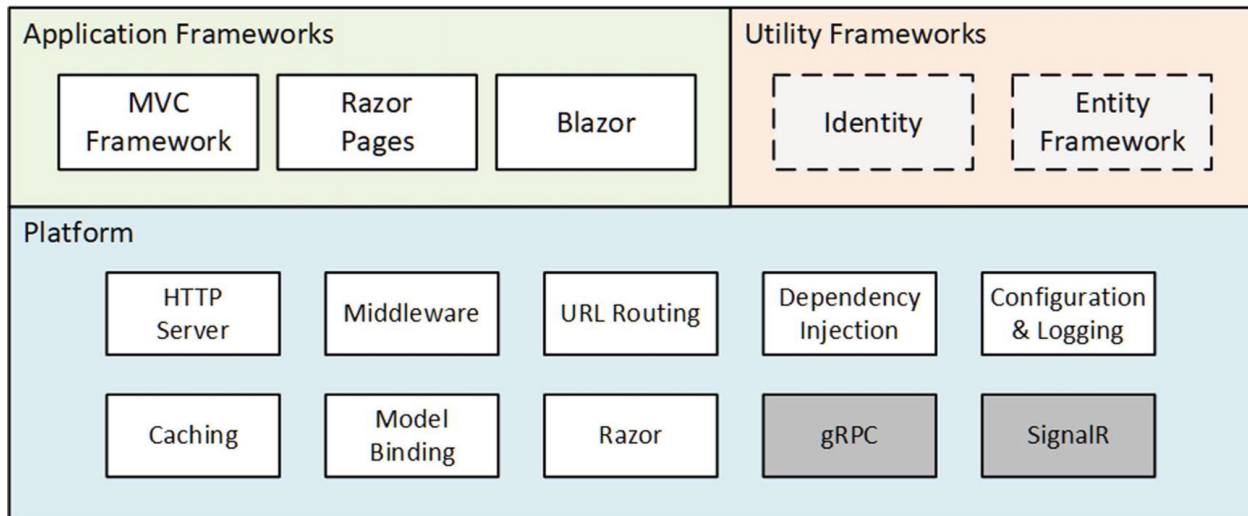 Application Frameworks
MVC
Framework
Razor
Pages
Blazor
Utility Frameworks
Identity
Entity
Framework
Platform
HTTP
Server
Middleware
URL Routing
Dependency
Injection
Configuration
& Logging
Caching
Model
Binding
Razor
gRPC
SignalR